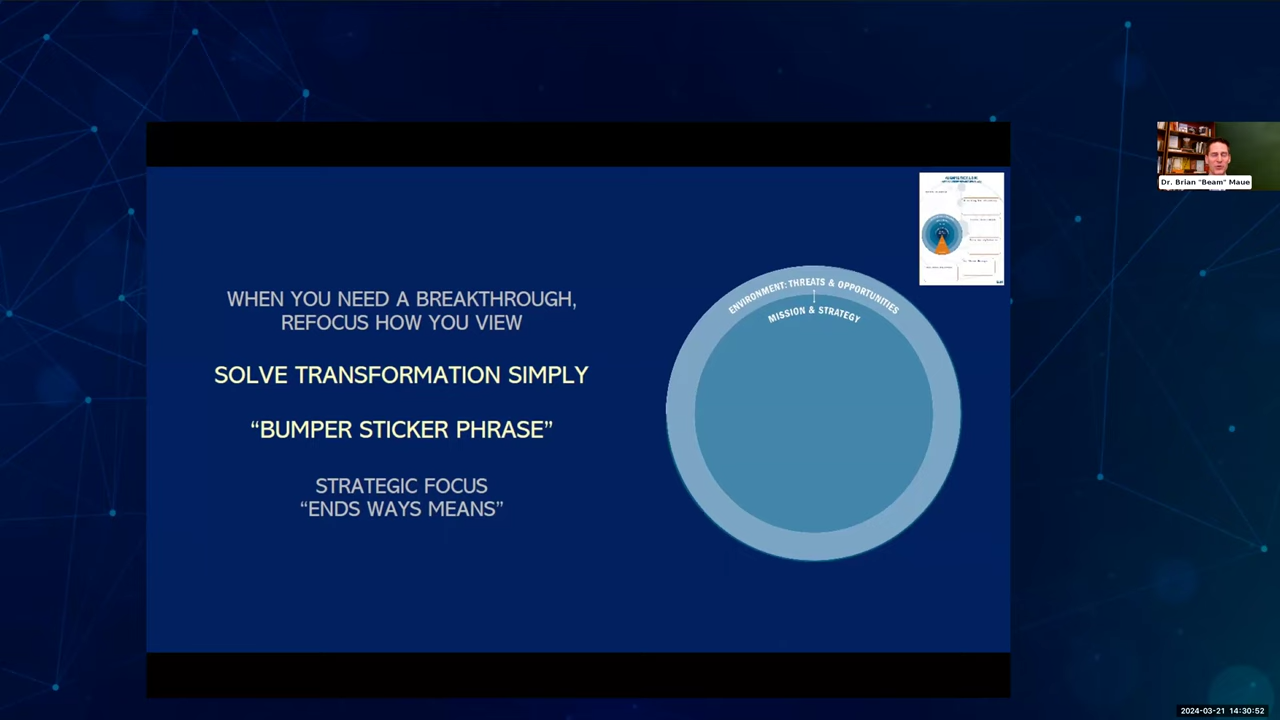 WHEN YOU NEED A BREAKTHROUGH,
REFOCUS HOW YOU VIEW
SOLVE TRANSFORMATION SIMPLY
“BUMPER STICKER PHRASE”
STRATEGIC FOCUS
“ENDS WAYS MEANS”
ENVIRONMENT: THREATS & OPPORTUNITIES
MISSION & STRATEGY
Dr. Brian "Beam" Maue
2024-03-21 14:30:52